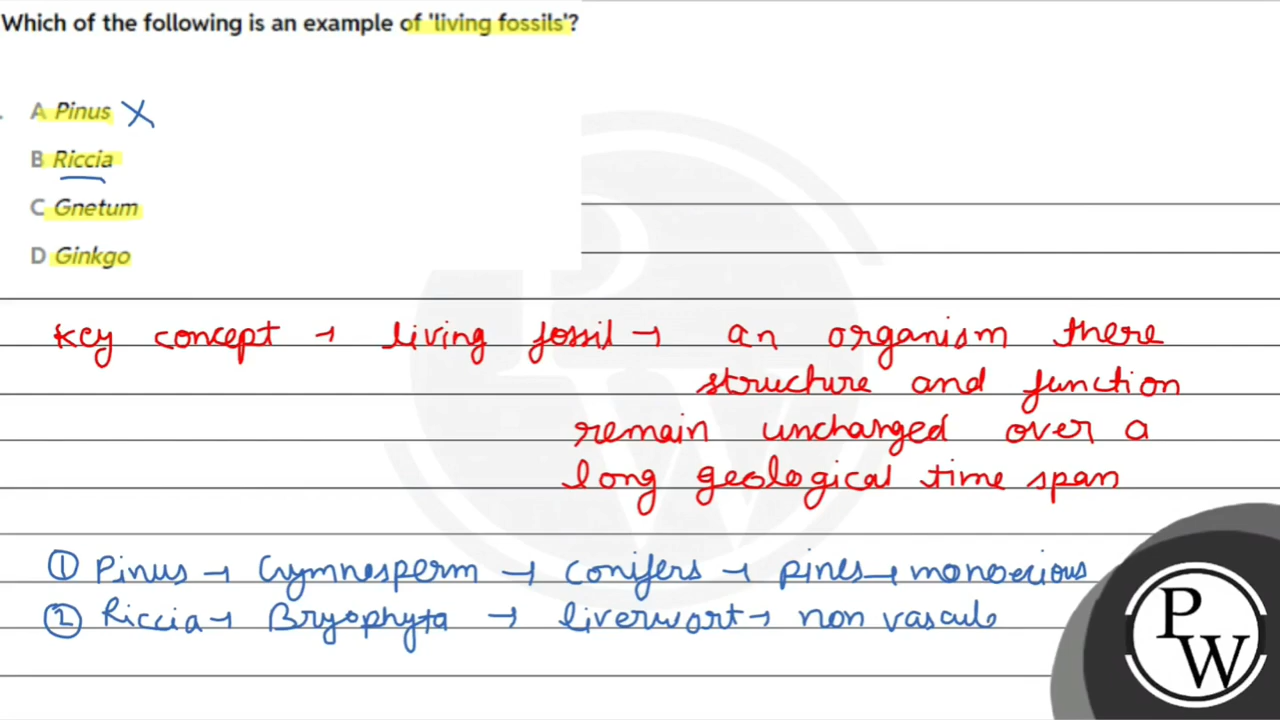 Which of the following is an example of 'living fossils'?
A Pinus X
B Riccia
C Gnetum
D Ginkgo
Key concept → living fossil → an organism there
structure and function
remain unchanged over a
long geological time span
① Pinus → Gymnosperm → conifers → pines → monoecious
② Riccia → Bryophyta → liverwort → non vascula
PW